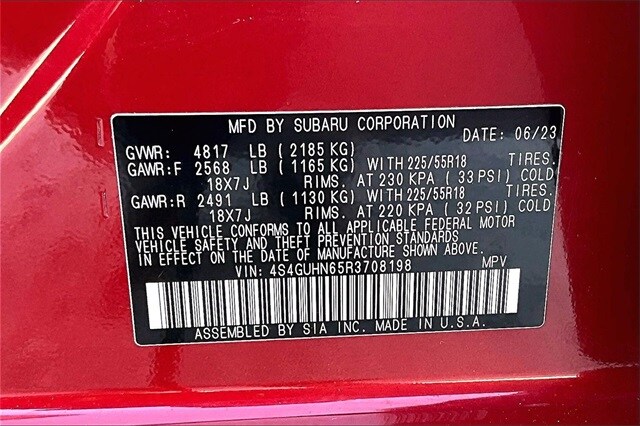 MFD BY SUBARU CORPORATION
DATE: 06/23
GVWR: 4817 LB ( 2185 KG)
GAWR:F 2568 LB ( 1165 KG) WITH 225/55R18 TIRES.
18X7J RIMS. AT 230 KPA ( 33 PSI) COLD
GAWR:R 2491 LB ( 1130 KG) WITH 225/55R18 TIRES.
18X7J RIMS. AT 220 KPA ( 32 PSI) COLD
THIS VEHICLE CONFORMS TO ALL APPLICABLE FEDERAL MOTOR
VEHICLE SAFETY AND THEFT PREVENTION STANDARDS
IN EFFECT ON THE DATE OF MANUFACTURE SHOWN ABOVE.
VIN: 4S4GUHN65R3708198 MPV
ASSEMBLED BY SIA INC. MADE IN U.S.A.